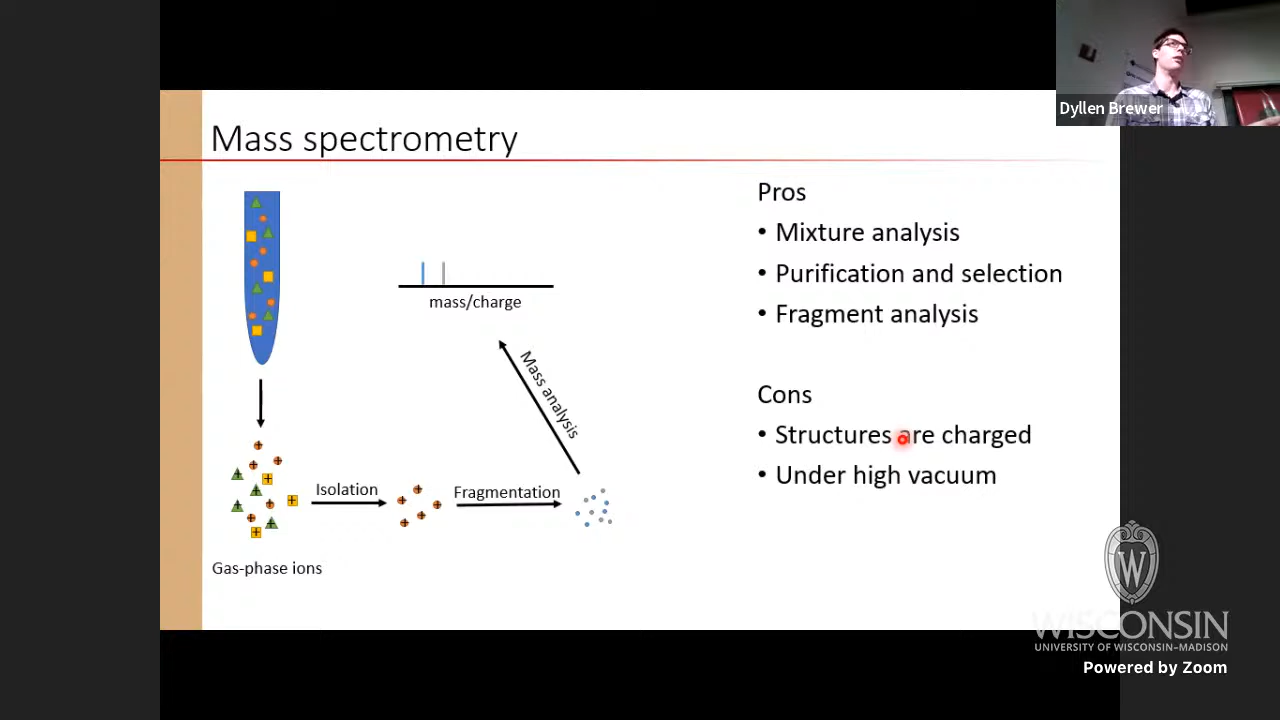 Dyllen Brewer
Mass spectrometry
mass/charge
Mass analysis
Isolation
Fragmentation
Gas-phase ions
Pros
• Mixture analysis
• Purification and selection
• Fragment analysis
Cons
• Structures are charged
• Under high vacuum
W
WISCONSIN
UNIVERSITY OF WISCONSIN–MADISON
Powered by Zoom